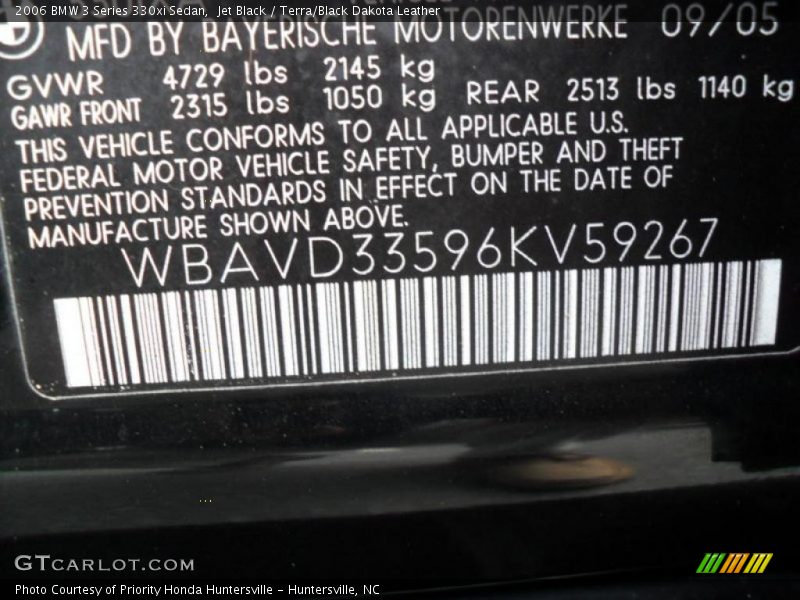 2006 BMW 3 Series 330xi Sedan, Jet Black / Terra/Black Dakota Leather
MFD BY BAYERISCHE MOTORENWERKE 09/05
GVWR 4729 lbs 2145 kg
GAWR FRONT 2315 lbs 1050 kg REAR 2513 lbs 1140 kg
THIS VEHICLE CONFORMS TO ALL APPLICABLE U.S.
FEDERAL MOTOR VEHICLE SAFETY, BUMPER AND THEFT
PREVENTION STANDARDS IN EFFECT ON THE DATE OF
MANUFACTURE SHOWN ABOVE.
WBAVD33596KV59267
GTCARLOT.COM
Photo Courtesy of Priority Honda Huntersville - Huntersville, NC